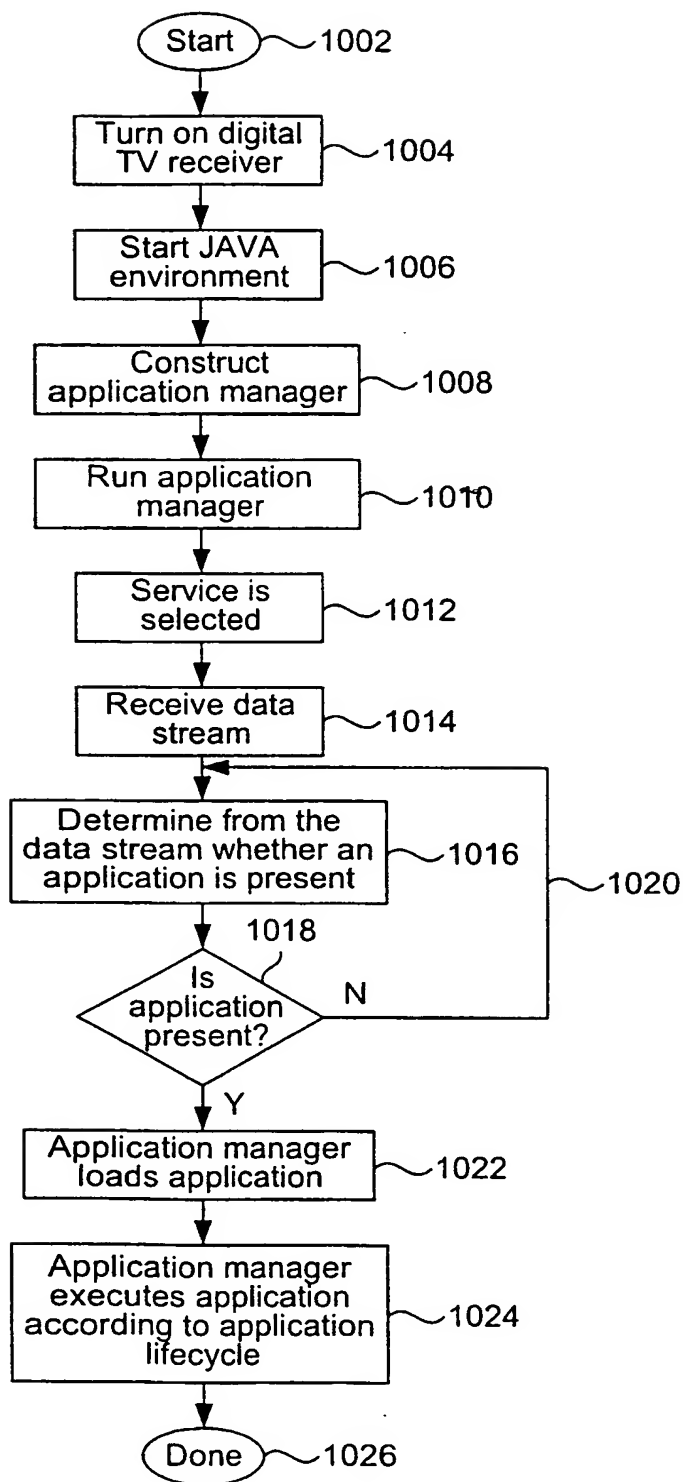 Start
1002
Turn on digital
TV receiver
1004
Start JAVA
environment
1006
Construct
application manager
1008
Run application
manager
1010
Service is
selected
1012
Receive data
stream
1014
Determine from the
data stream whether an
application is present
1016
1020
1018
Is
application
present?
N
Y
Application manager
loads application
1022
Application manager
executes application
according to application
lifecycle
1024
Done
1026